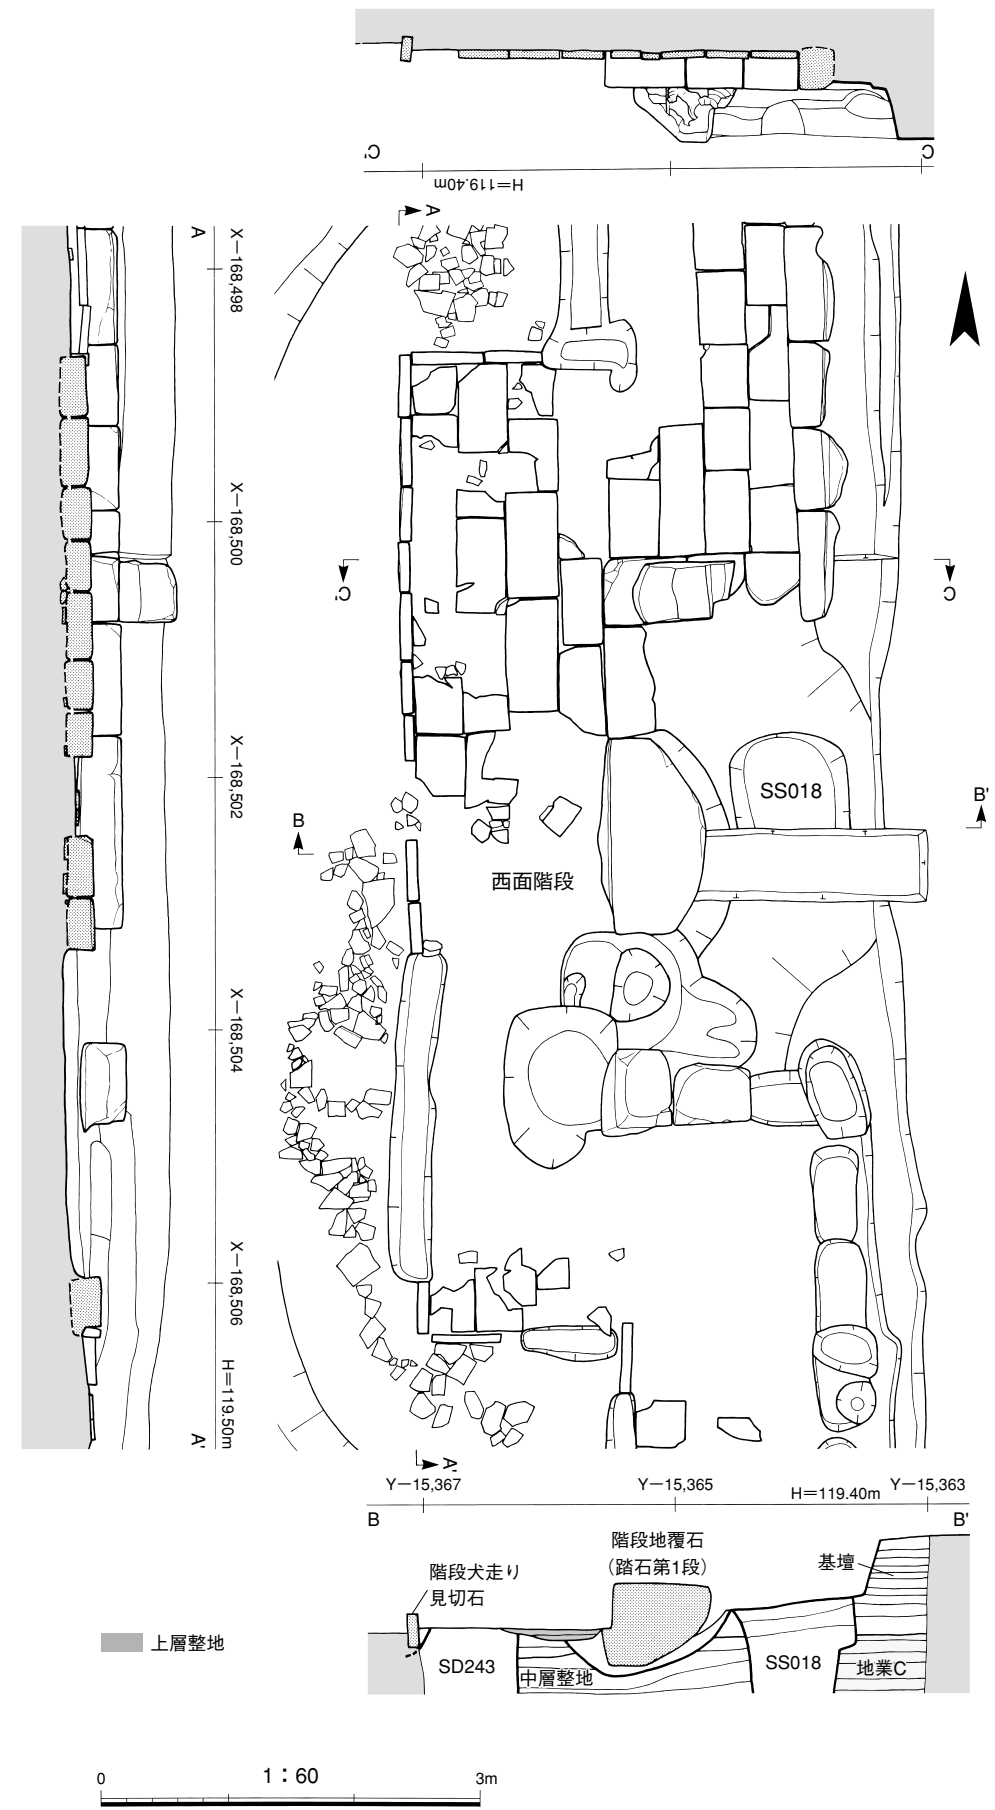 C'
C
H=119.40m
A
A
X−168,498
X−168,500
C'
C
X−168,502
SS018
B'
B
西面階段
X−168,504
X−168,506
H=119.50m
A'
A'
Y−15,367
Y−15,365
Y−15,363
H=119.40m
B
B'
階段地覆石
(踏石第1段)
基壇
階段犬走り
見切石
上層整地
SD243
中層整地
SS018
地業C
1：60
0
3m